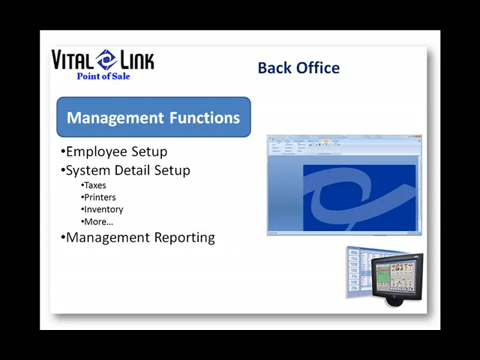 VITAL LINK
Point of Sale
Back Office
Management Functions
•Employee Setup
•System Detail Setup
•Taxes
•Printers
•Inventory
•More...
•Management Reporting